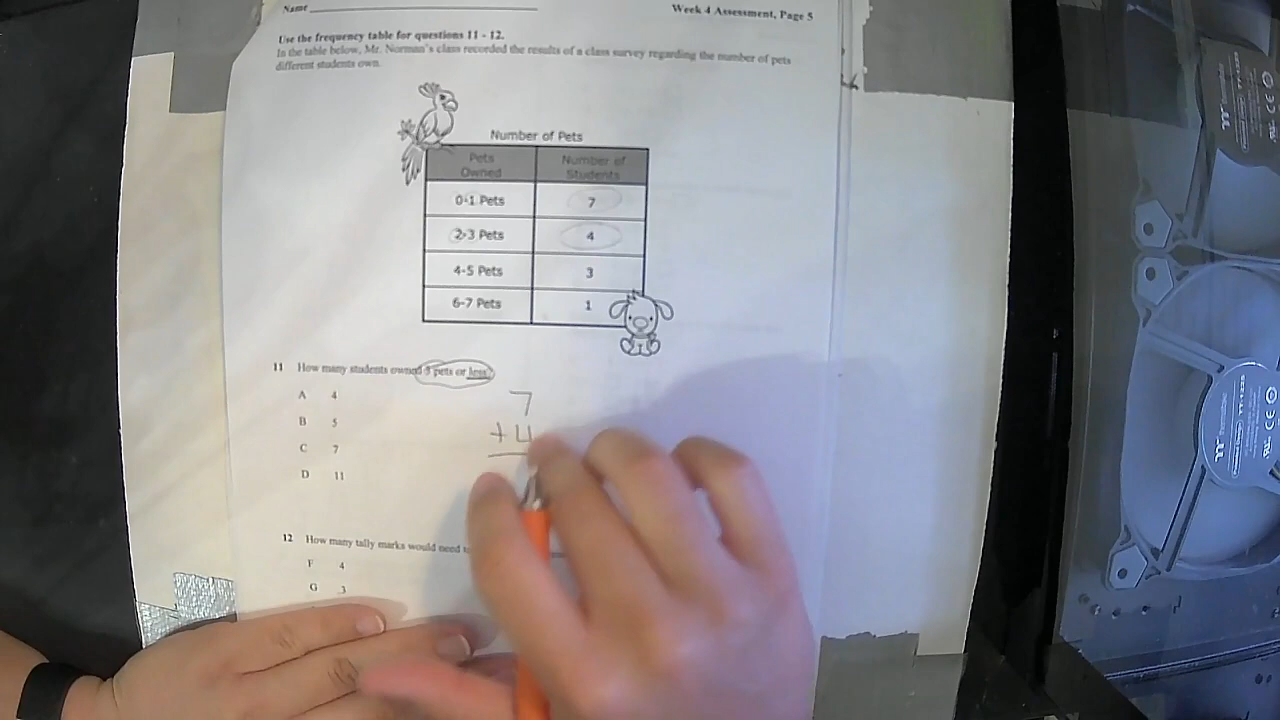 Name
Week 4 Assessment, Page 5
Use the frequency table for questions 11 - 12.
In the table below, Mr. Norman's class recorded the results of a class survey regarding the number of pets
different students own.
Number of Pets
Pets Owned Number of Students
0-1 Pets 7
2-3 Pets 4
4-5 Pets 3
6-7 Pets 1
11 How many students owned 3 pets or less?
A 4
B 5
C 7
D 11
7
+4
12 How many tally marks would need
F 4
G 3